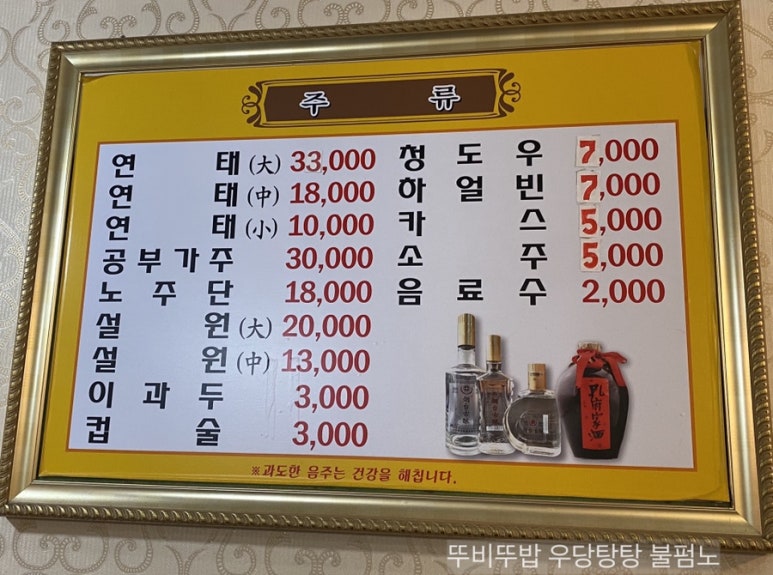 주류
연태(大) 33,000
연태(中) 18,000
연태(小) 10,000
공부가주 30,000
노주단 18,000
설원(大) 20,000
설원(中) 13,000
이과두 3,000
컵술 3,000
청도우 7,000
하얼빈 7,000
카스 5,000
소주 5,000
음료수 2,000
孔府家酒
※과도한 음주는 건강을 해칩니다.
뚜비뚜밥 우당탕탕 불펌노